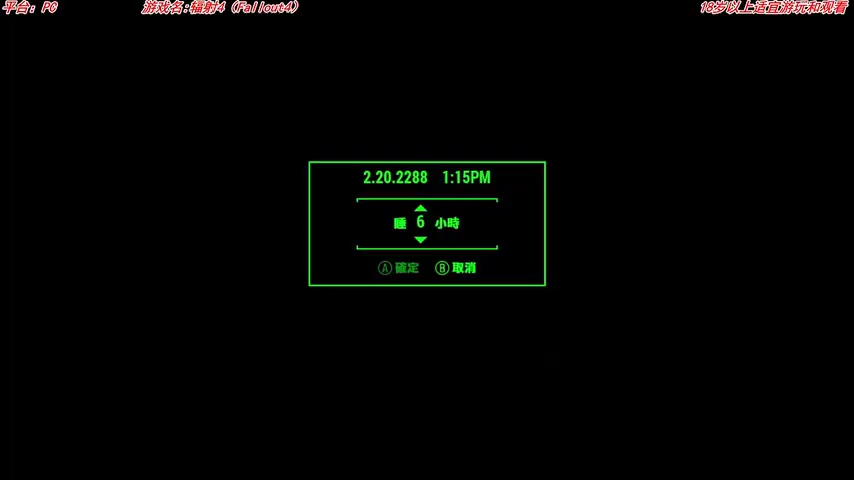 平台：PC 游戏名:辐射4（Fallout4） 18岁以上适宜游玩和观看
2.20.2288 1:15PM
睡 6 小時
Ⓐ 確定 Ⓑ 取消